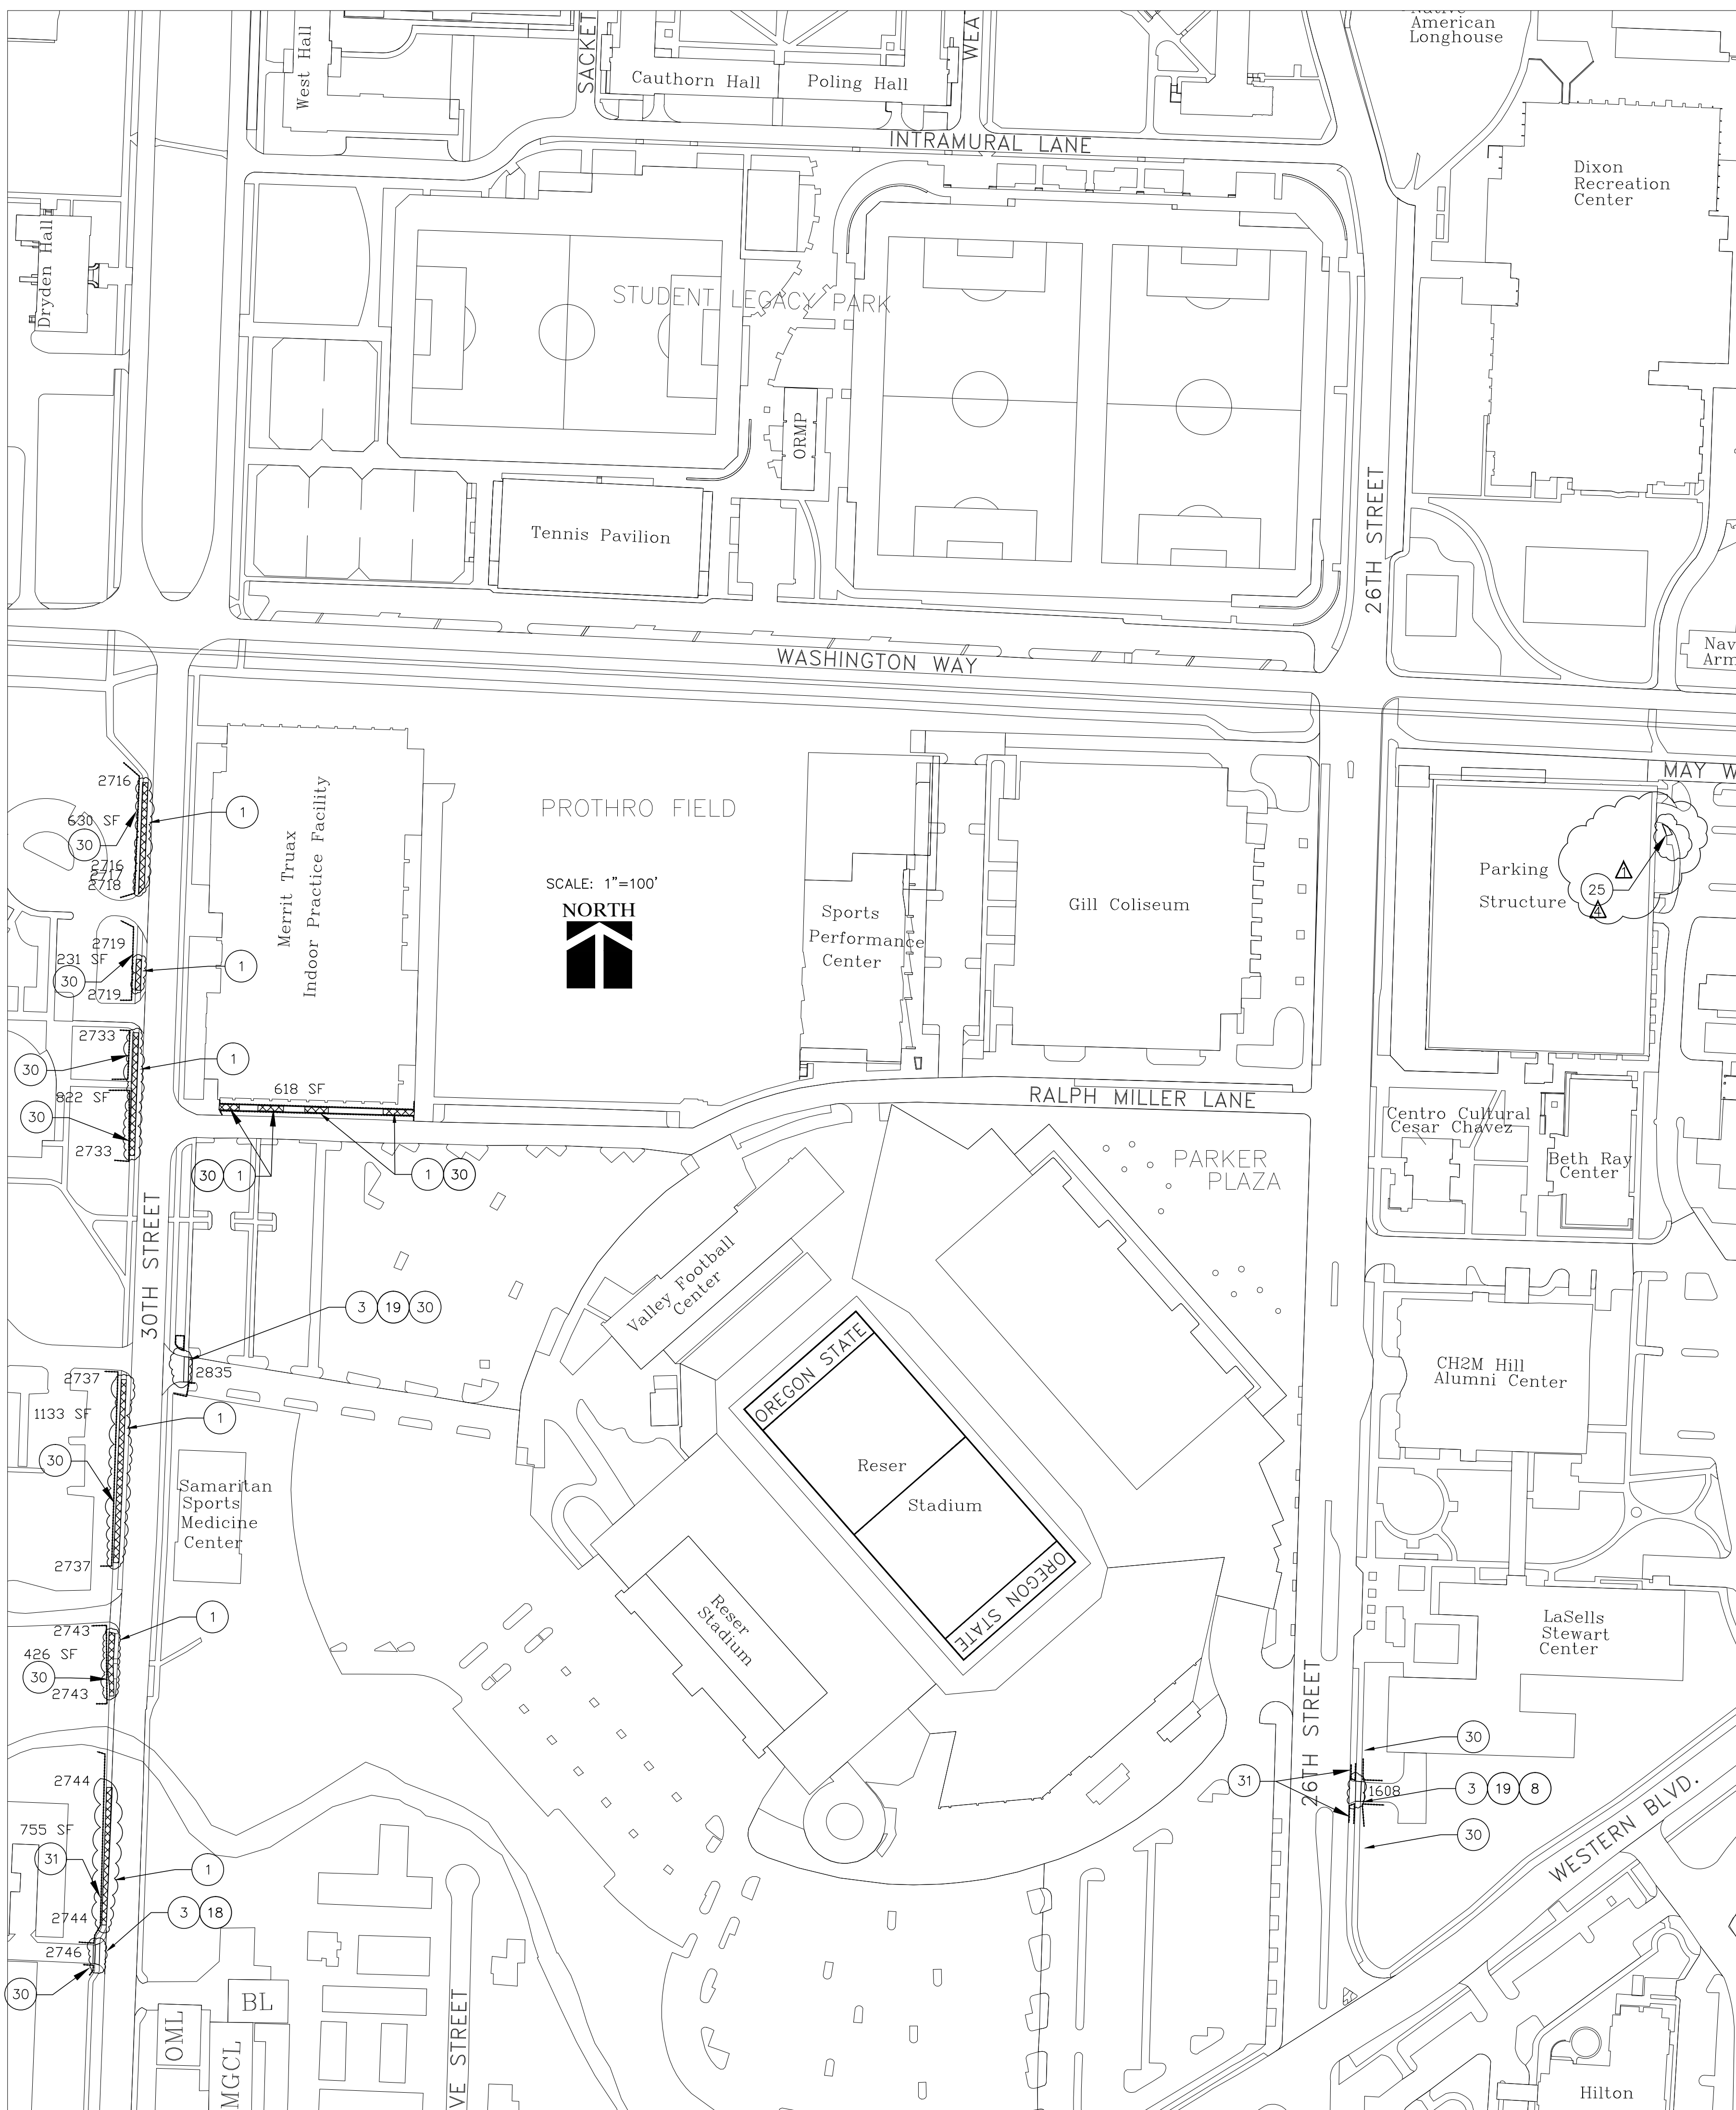 American
Longhouse
West Hall
SACKET
WEA
Cauthorn Hall
Poling Hall
INTRAMURAL LANE
Dixon
Recreation
Center
Dryden Hall
STUDENT LEGACY PARK
ORMP
26TH STREET
Tennis Pavilion
WASHINGTON WAY
Nav
Arm
MAY W
2716
630 SF
30
1
2716
2717
2718
Merrit Truax
Indoor Practice Facility
PROTHRO FIELD
SCALE: 1"=100'
NORTH
Sports
Performance
Center
Gill Coliseum
Parking
Structure
1
25
4
2719
231 SF
30
1
2719
2733
30
1
822 SF
30
2733
618 SF
30 1
1 30
RALPH MILLER LANE
Centro Cultural
Cesar Chavez
Beth Ray
Center
PARKER
PLAZA
30TH STREET
Valley Football
Center
3 19 30
2835
2737
1133 SF
1
30
2737
OREGON STATE
Reser
Stadium
OREGON STATE
CH2M Hill
Alumni Center
Samaritan
Sports
Medicine
Center
Reser
Stadium
LaSells
Stewart
Center
2743
1
426 SF
30
2743
26TH STREET
30
31
1608
3 19 8
30
WESTERN BLVD.
2744
755 SF
31
1
2744
3 18
2746
30
OML
BL
MGCL
VE STREET
Hilton